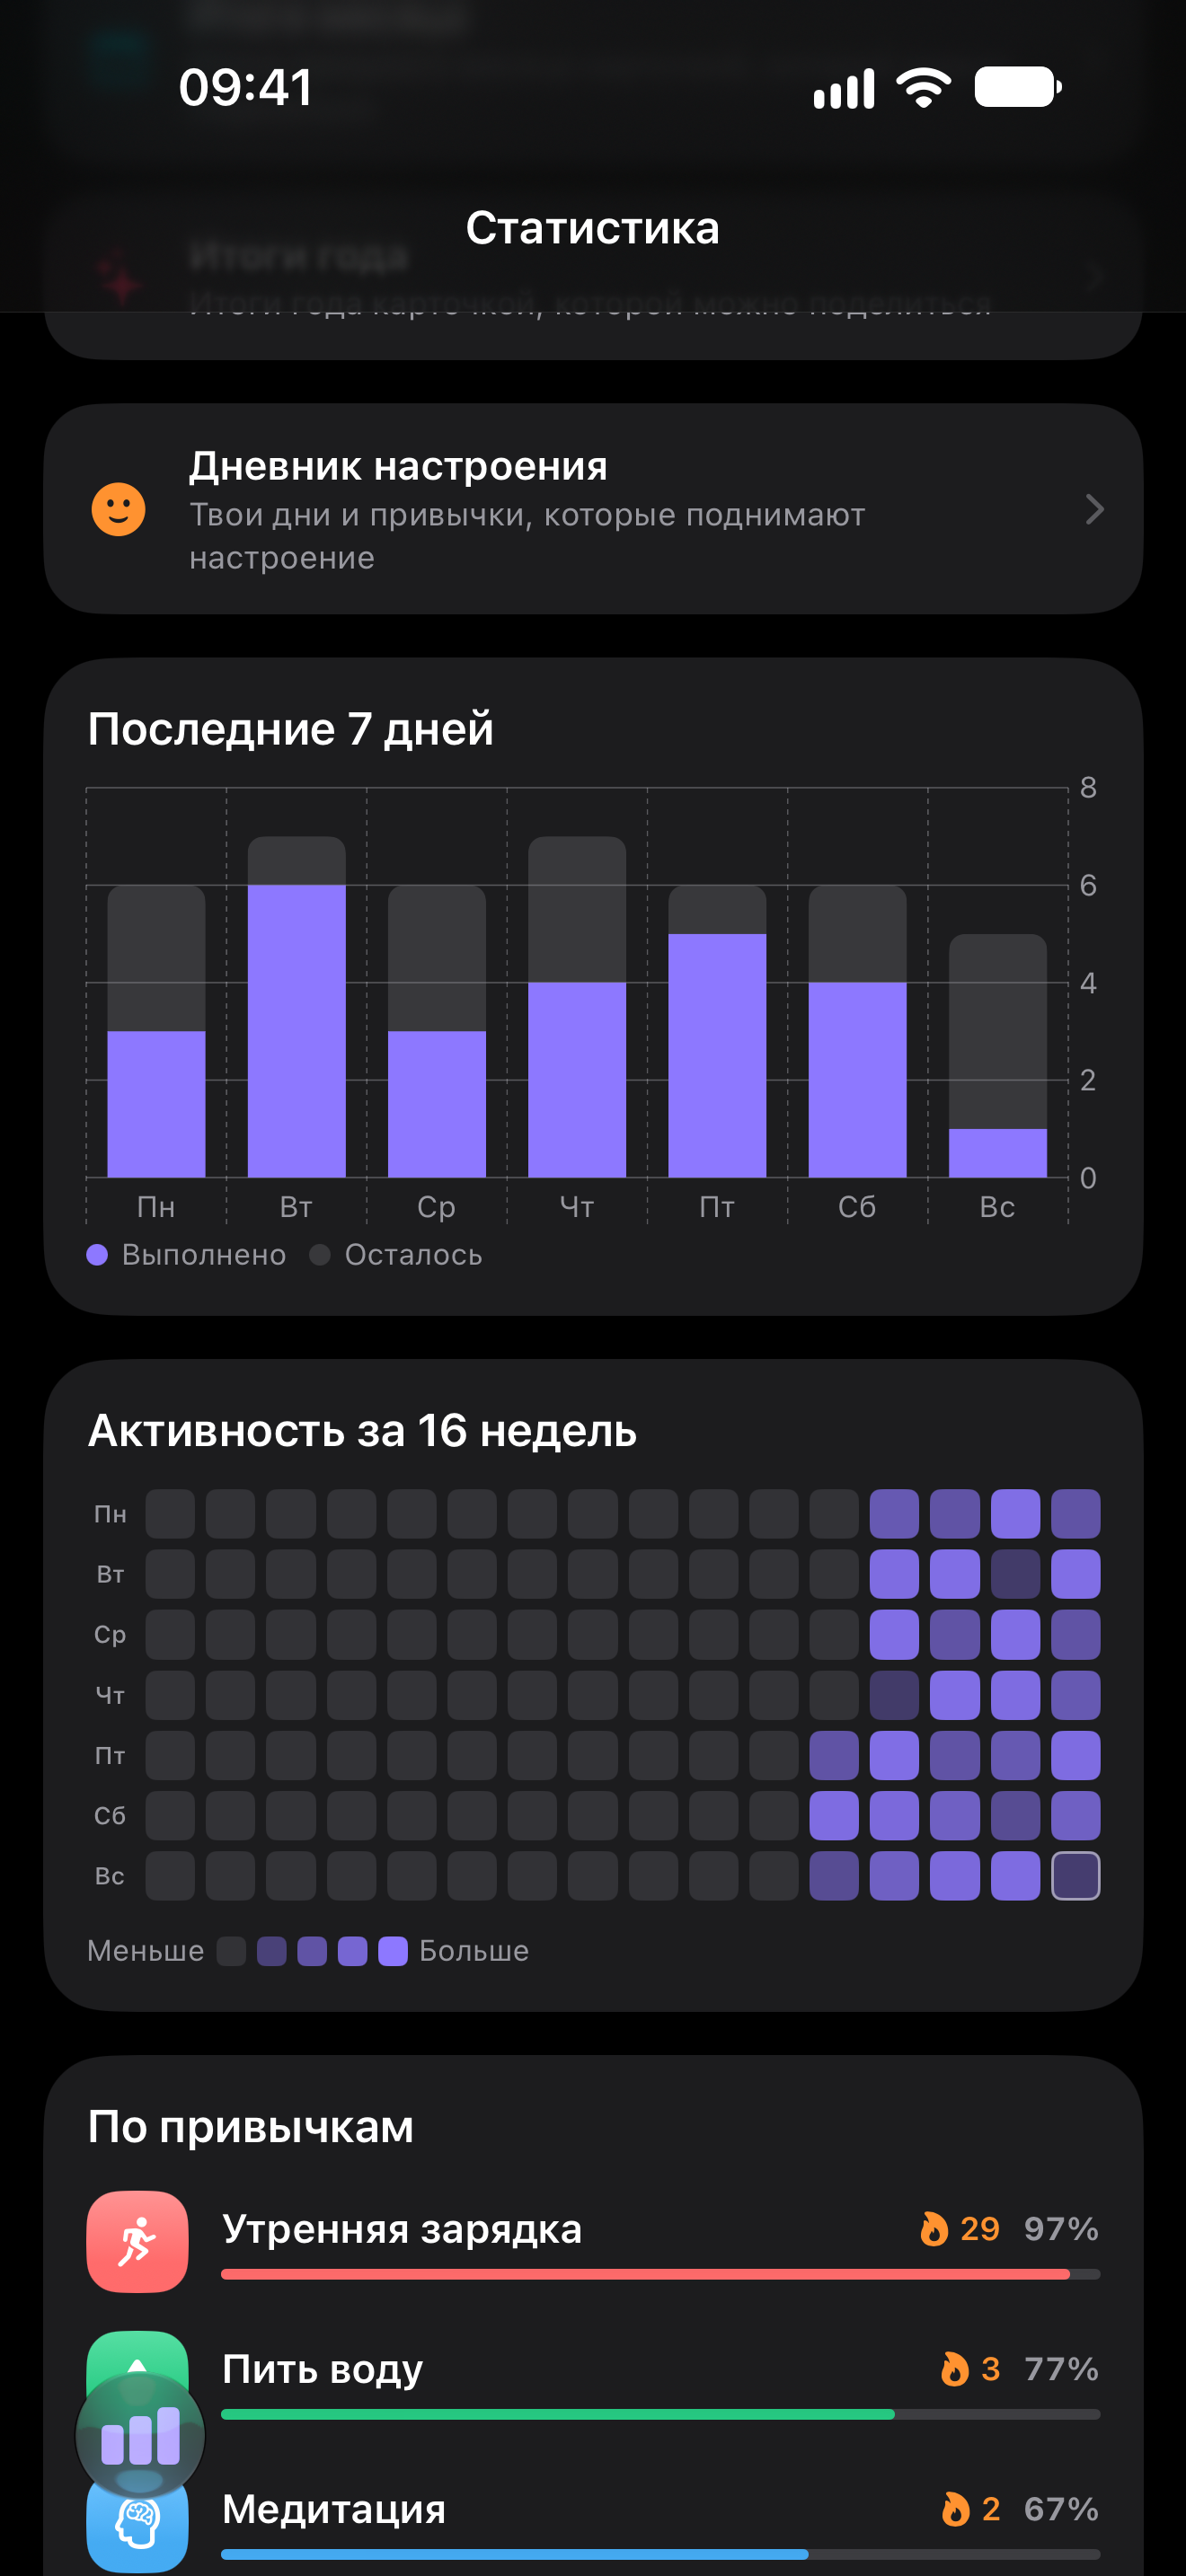 09:41
Статистика
Итоги года
Итоги года карточкой, которой можно поделиться
Дневник настроения
Твои дни и привычки, которые поднимают
настроение
Последние 7 дней
8
6
4
2
0
Пн Вт Ср Чт Пт Сб Вс
Выполнено Осталось
Активность за 16 недель
Пн
Вт
Ср
Чт
Пт
Сб
Вс
Меньше Больше
По привычкам
Утренняя зарядка 29 97%
Пить воду 3 77%
Медитация 2 67%